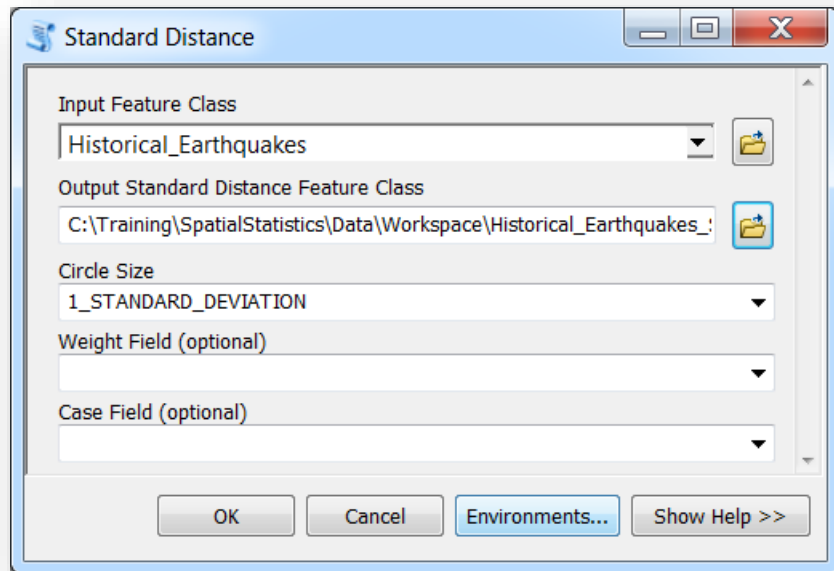 Standard Distance
Input Feature Class
Historical_Earthquakes
Output Standard Distance Feature Class
C:\Training\SpatialStatistics\Data\Workspace\Historical_Earthquakes_
Circle Size
1_STANDARD_DEVIATION
Weight Field (optional)
Case Field (optional)
OK Cancel Environments... Show Help >>